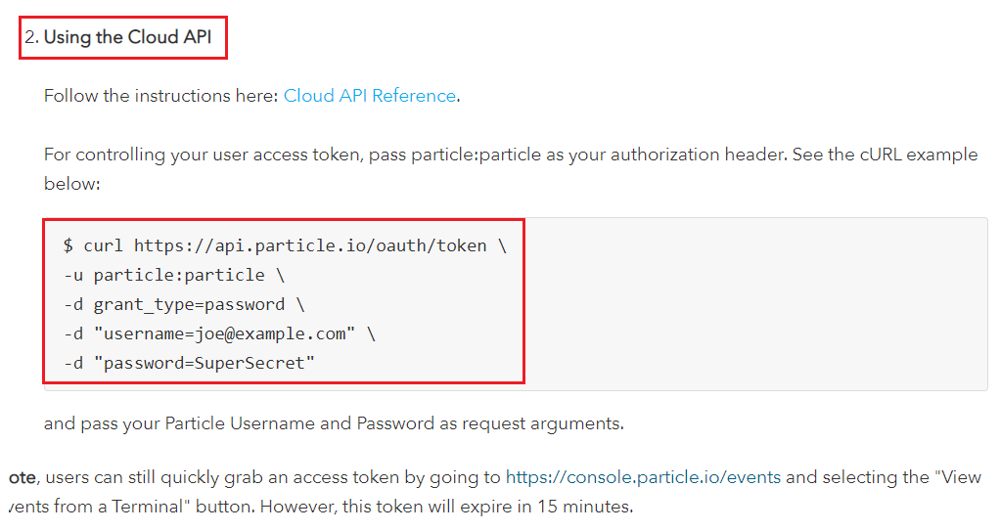 2. Using the Cloud API
Follow the instructions here: Cloud API Reference.
For controlling your user access token, pass particle:particle as your authorization header. See the cURL example
below:
$ curl https://api.particle.io/oauth/token \
-u particle:particle \
-d grant_type=password \
-d "username=joe@example.com" \
-d "password=SuperSecret"
and pass your Particle Username and Password as request arguments.
ote, users can still quickly grab an access token by going to https://console.particle.io/events and selecting the "View
vents from a Terminal" button. However, this token will expire in 15 minutes.